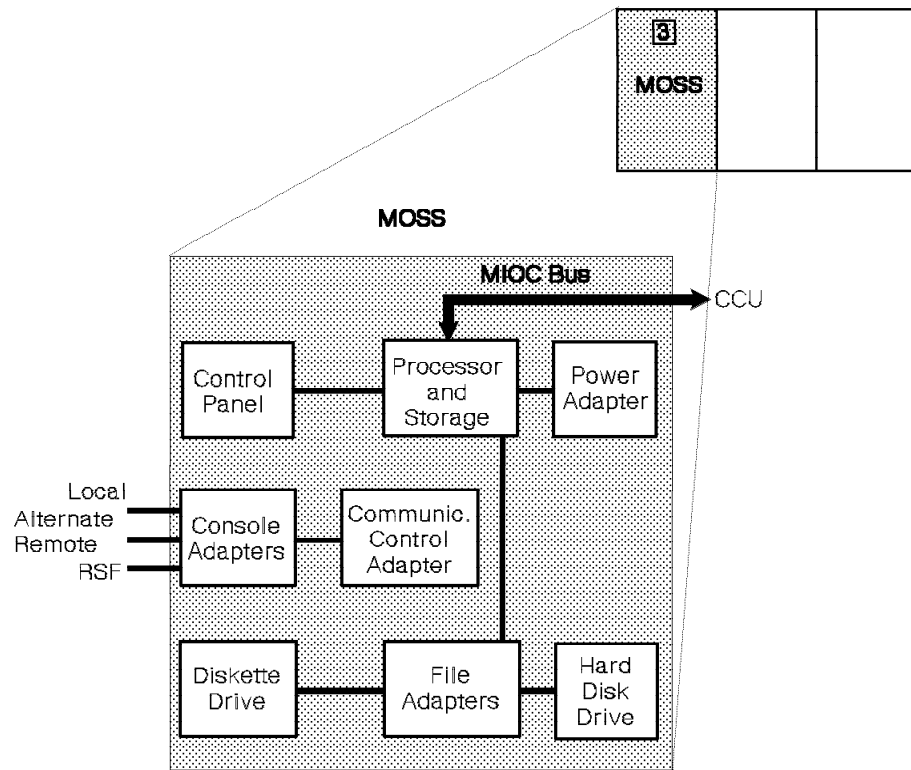 3
MOSS
MOSS
MIOC Bus
CCU
Control
Panel
Processor
and
Storage
Power
Adapter
Local
Alternate
Remote
RSF
Console
Adapters
Communic.
Control
Adapter
Diskette
Drive
File
Adapters
Hard
Disk
Drive